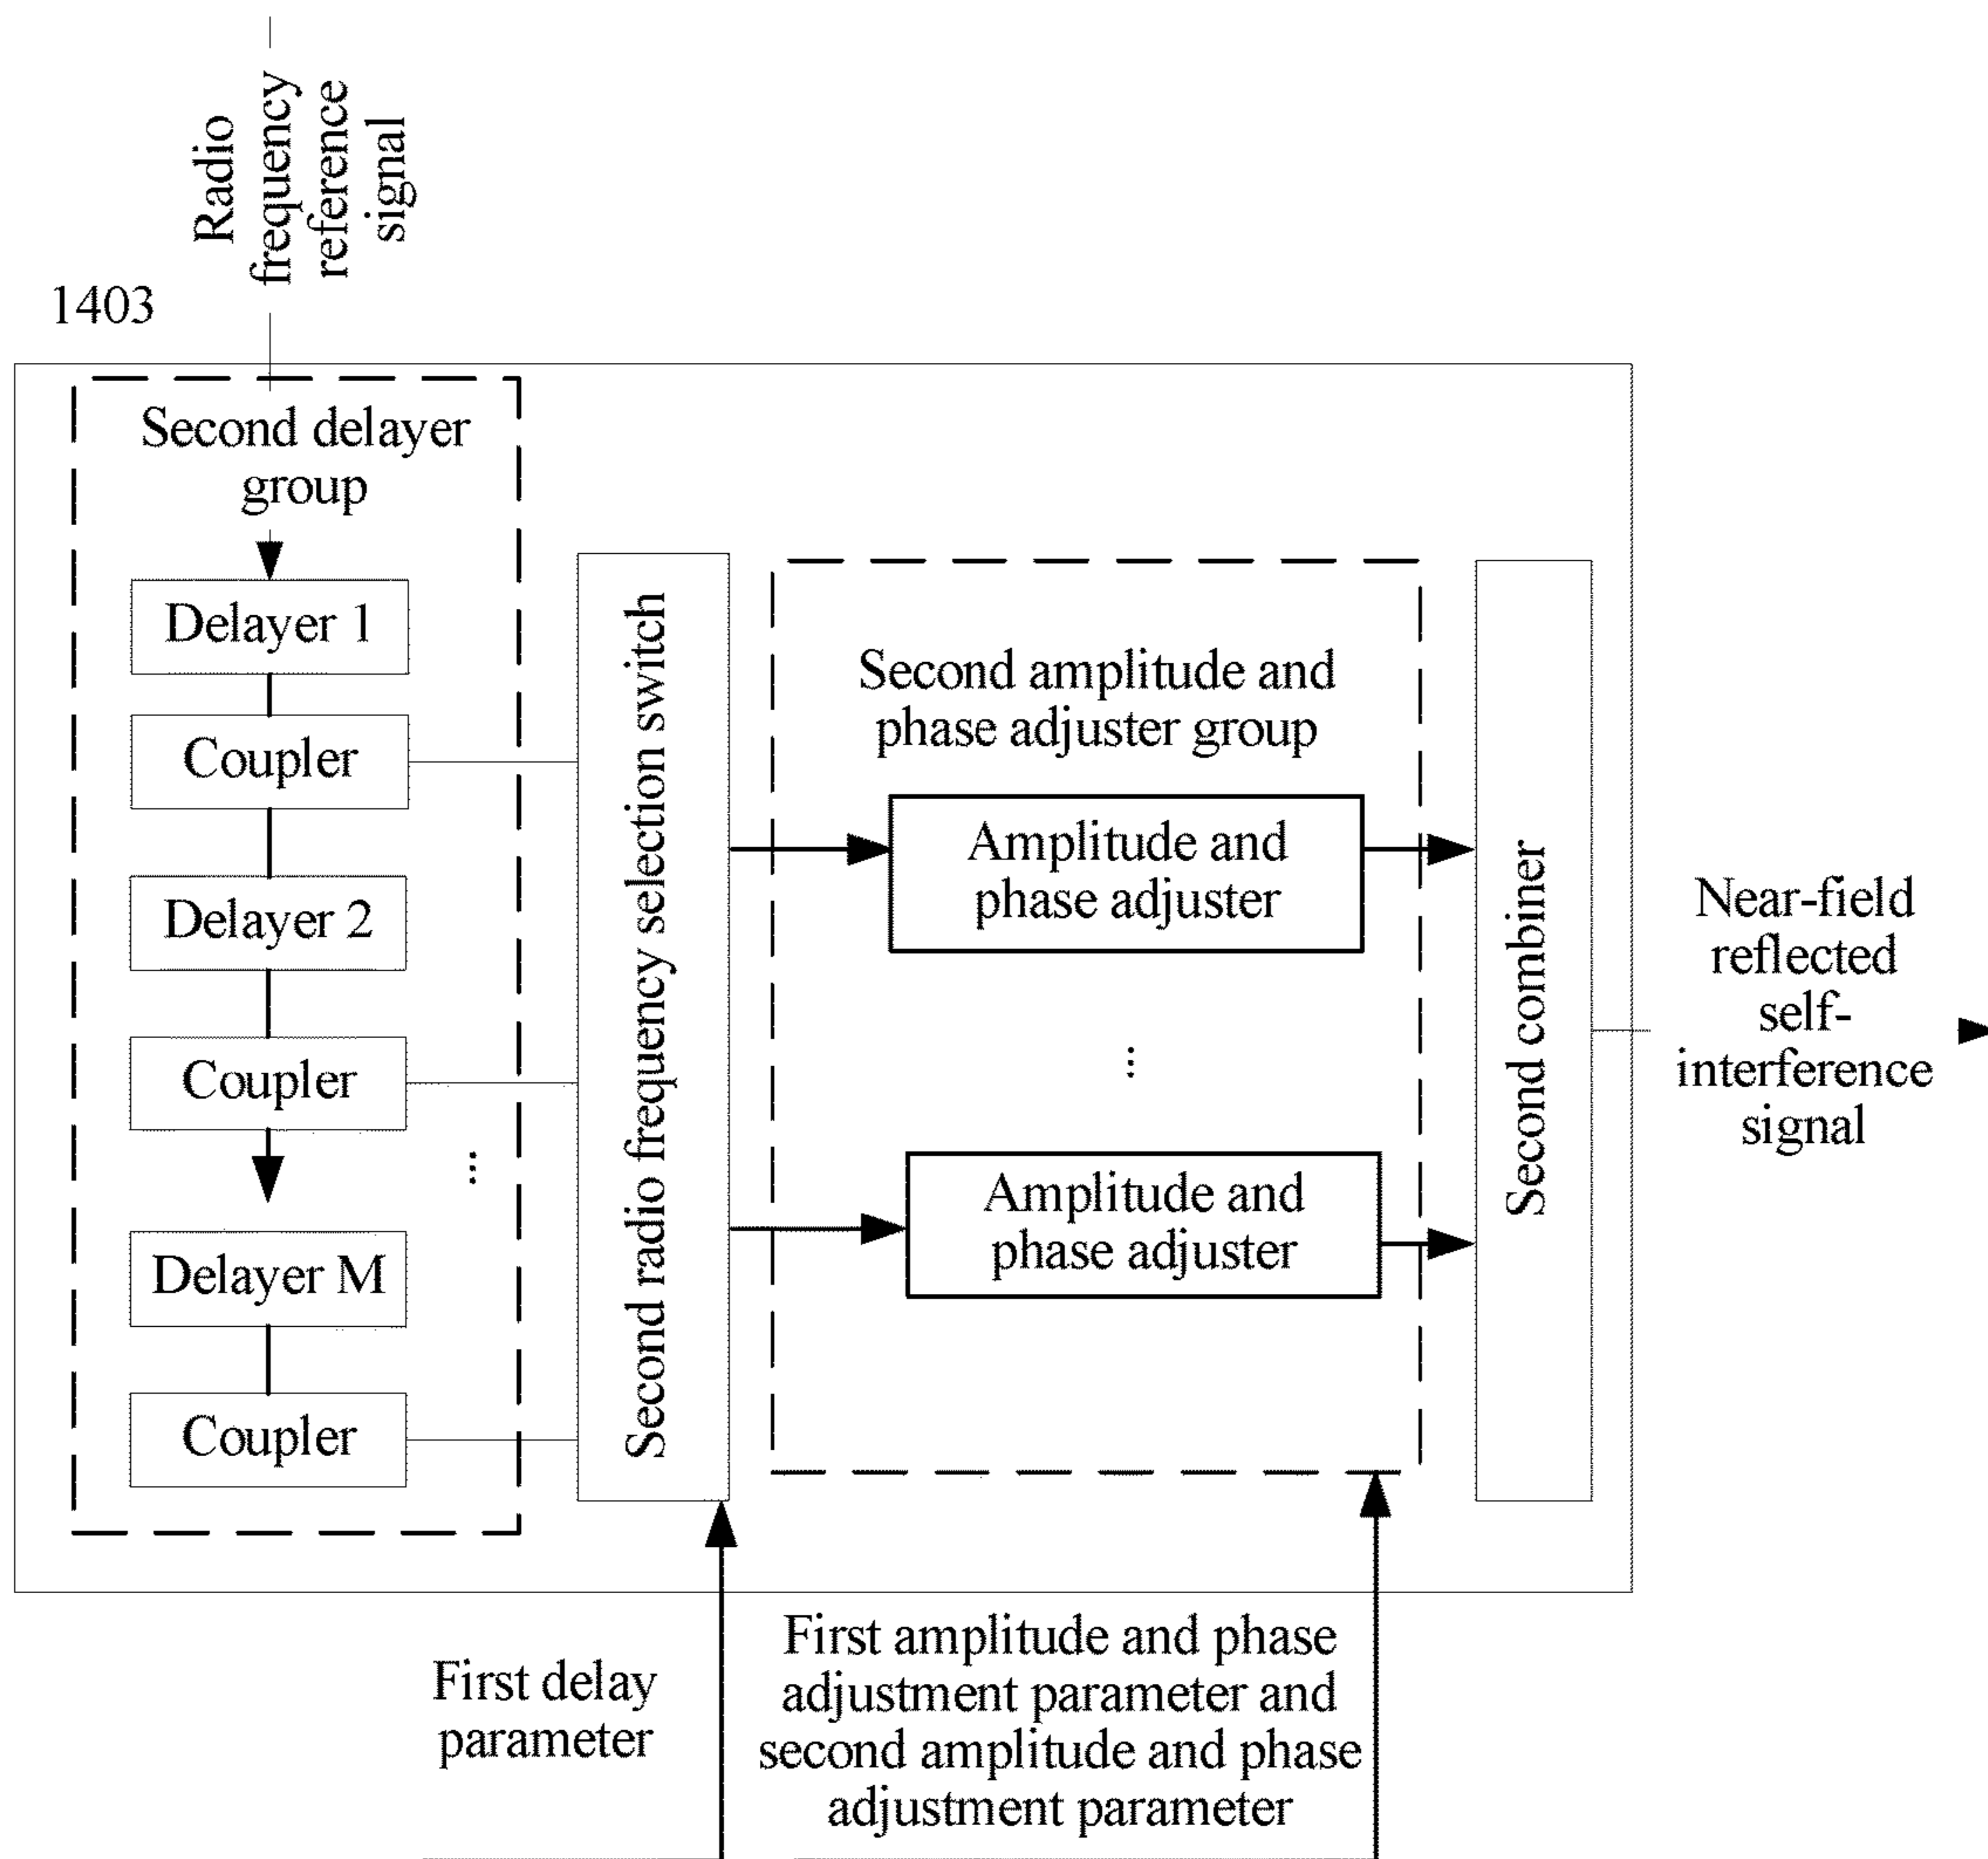 Radio
frequency
reference
signal
1403
Second delayer
group
Delayer 1
Coupler
Delayer 2
Coupler
...
Delayer M
Coupler
Second radio frequency selection switch
Second amplitude and
phase adjuster group
Amplitude and
phase adjuster
...
Amplitude and
phase adjuster
Second combiner
Near-field
reflected
self-
interference
signal
First delay
parameter
First amplitude and phase
adjustment parameter and
second amplitude and phase
adjustment parameter